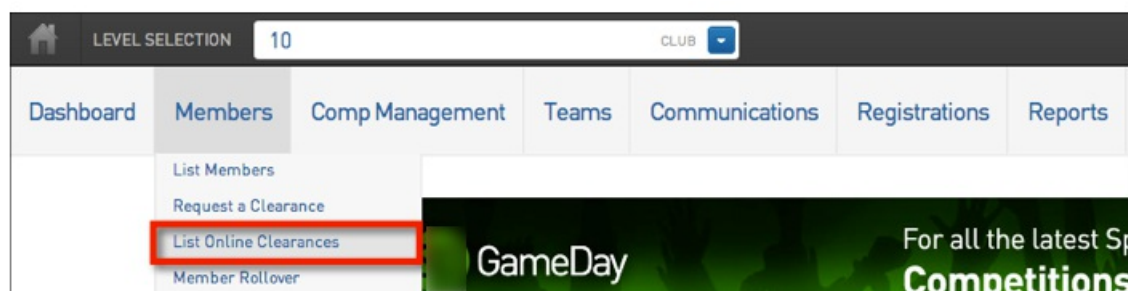 LEVEL SELECTION 10 CLUB
Dashboard Members Comp Management Teams Communications Registrations Reports
List Members
Request a Clearance
List Online Clearances
Member Rollover
GameDay
For all the latest
Competitions